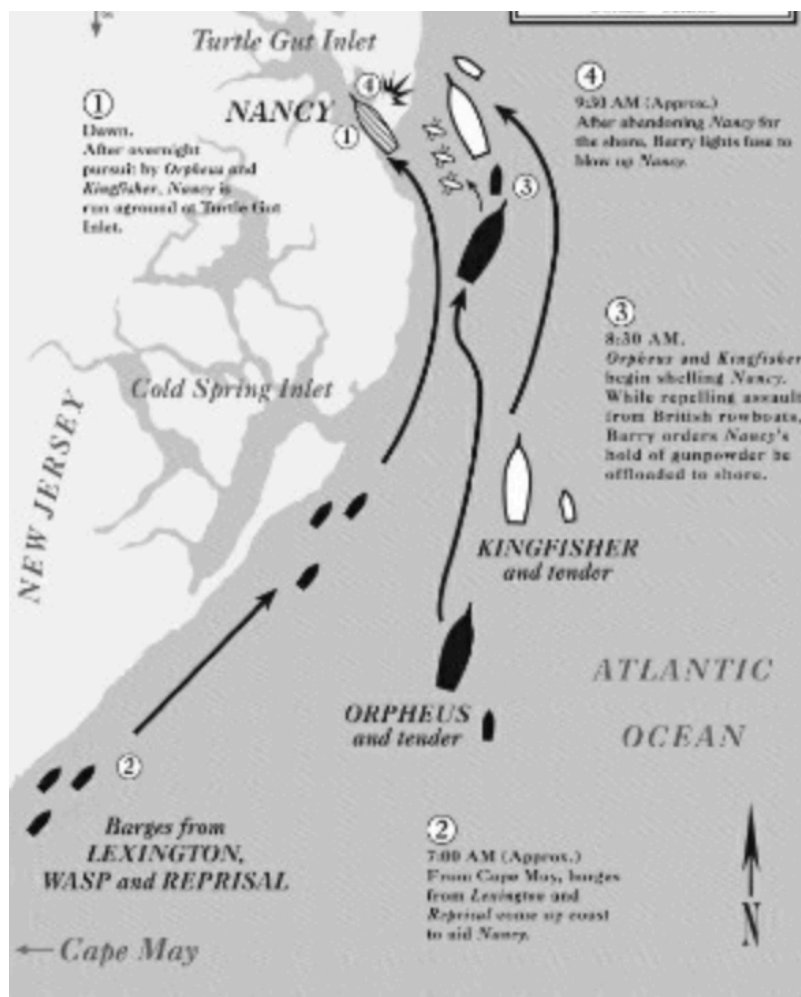 Turtle Gut Inlet
4
NANCY
1
1
Dawn.
After overnight
pursuit by Orpheus and
Kingfisher, Nancy is
run aground at Turtle Gut
Inlet.
4
9:30 AM (Approx.)
After abandoning Nancy for
the shore, Barry lights fuse to
blow up Nancy.
3
3
8:30 AM.
Orpheus and Kingfisher
begin shelling Nancy.
While repelling assault
from British rowboats,
Barry orders Nancy's
hold of gunpowder be
offloaded to shore.
Cold Spring Inlet
NEW JERSEY
KINGFISHER
and tender
ORPHEUS
and tender
ATLANTIC
OCEAN
2
Barges from
LEXINGTON,
WASP and REPRISAL
2
7:00 AM (Approx.)
From Cape May, barges
from Lexington and
Reprisal come up coast
to aid Nancy.
N
Cape May